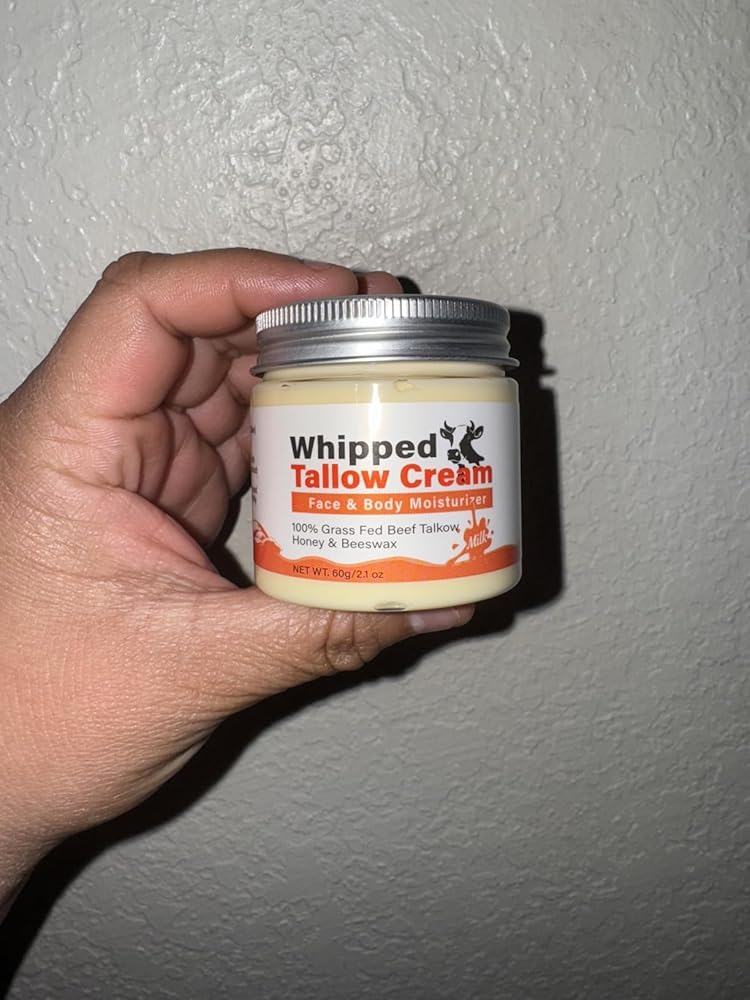 Whipped
Tallow Cream
Face & Body Moisturizer
100% Grass Fed Beef Talkow,
Honey & Beeswax
Milk
NET WT. 60g/2.1 oz